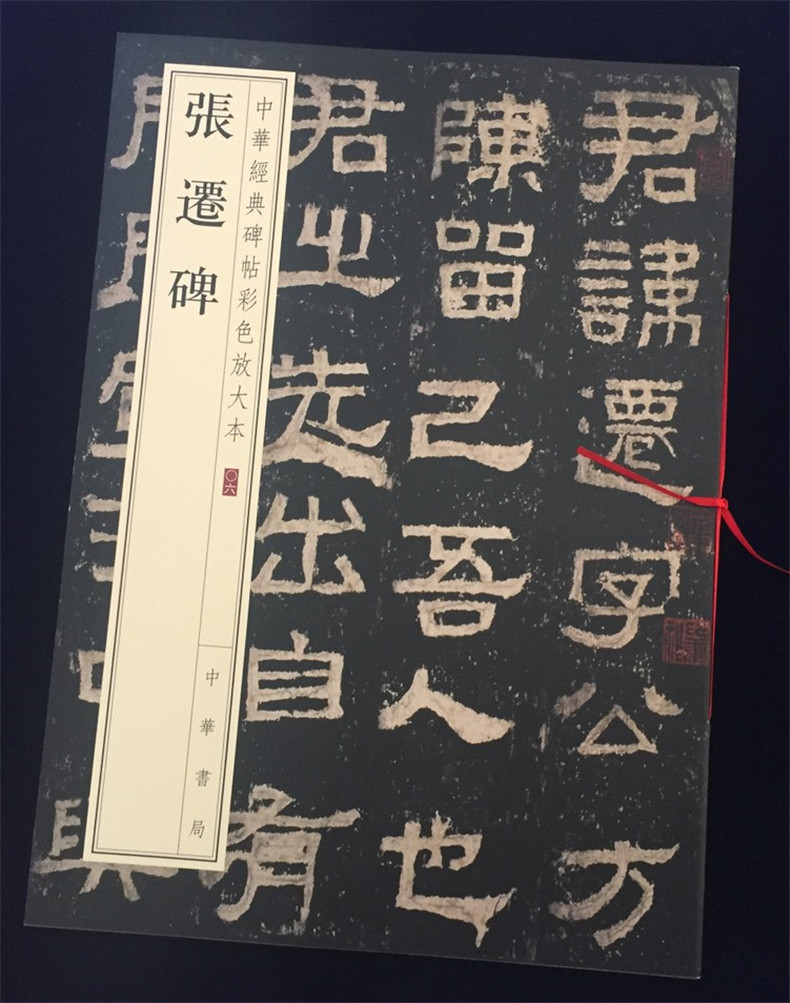 張遷碑
中華經典碑帖彩色放大本
〇六
中華書局
君諱遷字公方
陳留己吾人也
君之先出自有